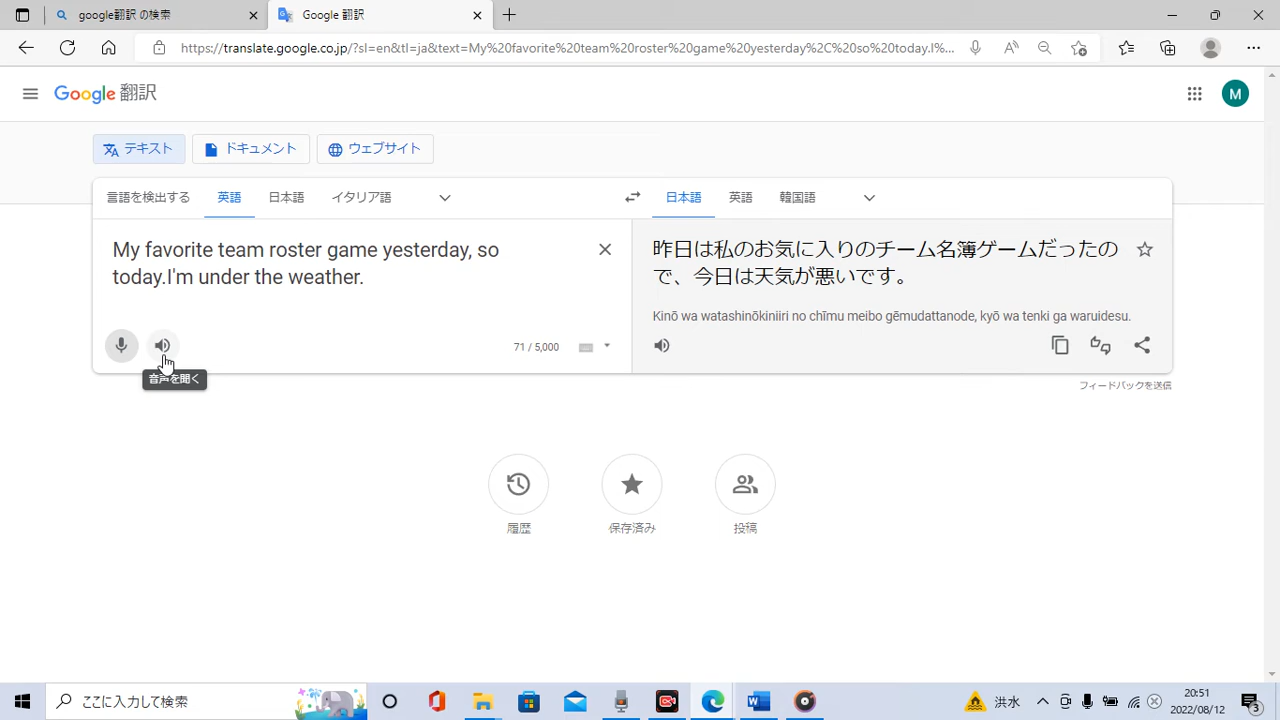 google翻訳 の検索
Google 翻訳
https://translate.google.co.jp/?sl=en&tl=ja&text=My%20favorite%20team%20roster%20game%20yesterday%2C%20so%20today.I%...
Google 翻訳
M
テキスト
ドキュメント
ウェブサイト
言語を検出する 英語 日本語 イタリア語
日本語 英語 韓国語
My favorite team roster game yesterday, so
today.I'm under the weather.
昨日は私のお気に入りのチーム名簿ゲームだったの
で、今日は天気が悪いです。
Kinō wa watashinōkiniiri no chīmu meibo gēmudattanode, kyō wa tenki ga waruidesu.
71 / 5,000
音声を聞く
フィードバックを送信
履歴
保存済み
投稿
ここに入力して検索
洪水
20:51
2022/08/12
3